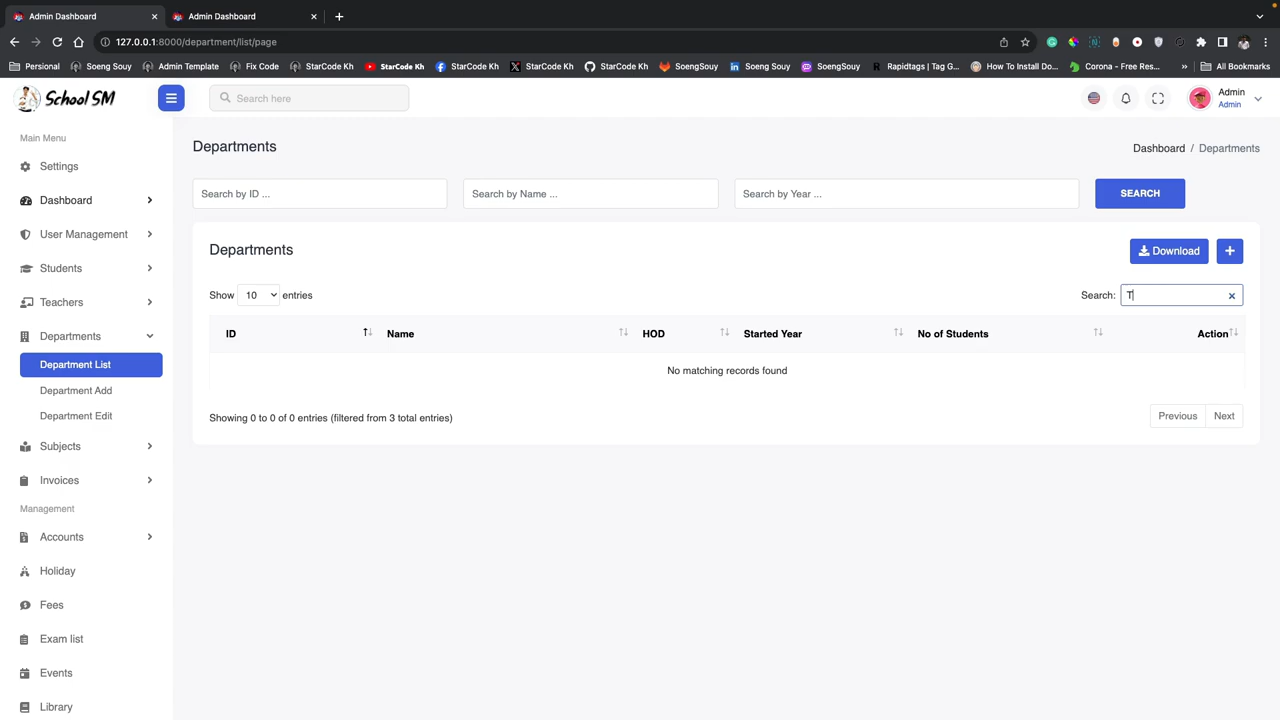 Admin Dashboard
Admin Dashboard
127.0.0.1:8000/department/list/page
Personal
Soeng Souy
Admin Template
Fix Code
StarCode Kh
StarCode Kh
StarCode Kh
StarCode Kh
StarCode Kh
SoengSouy
Soeng Souy
SoengSouy
Rapidtags | Tag G...
How To Install Do...
Corona - Free Res...
All Bookmarks
School SM
Search here
Admin
Admin
Main Menu
Settings
Dashboard
User Management
Students
Teachers
Departments
Department List
Department Add
Department Edit
Subjects
Invoices
Management
Accounts
Holiday
Fees
Exam list
Events
Library
Departments
Dashboard / Departments
Search by ID ...
Search by Name ...
Search by Year ...
SEARCH
Departments
Download
Show 10 entries
Search: T
ID Name HOD Started Year No of Students Action
No matching records found
Showing 0 to 0 of 0 entries (filtered from 3 total entries)
Previous Next